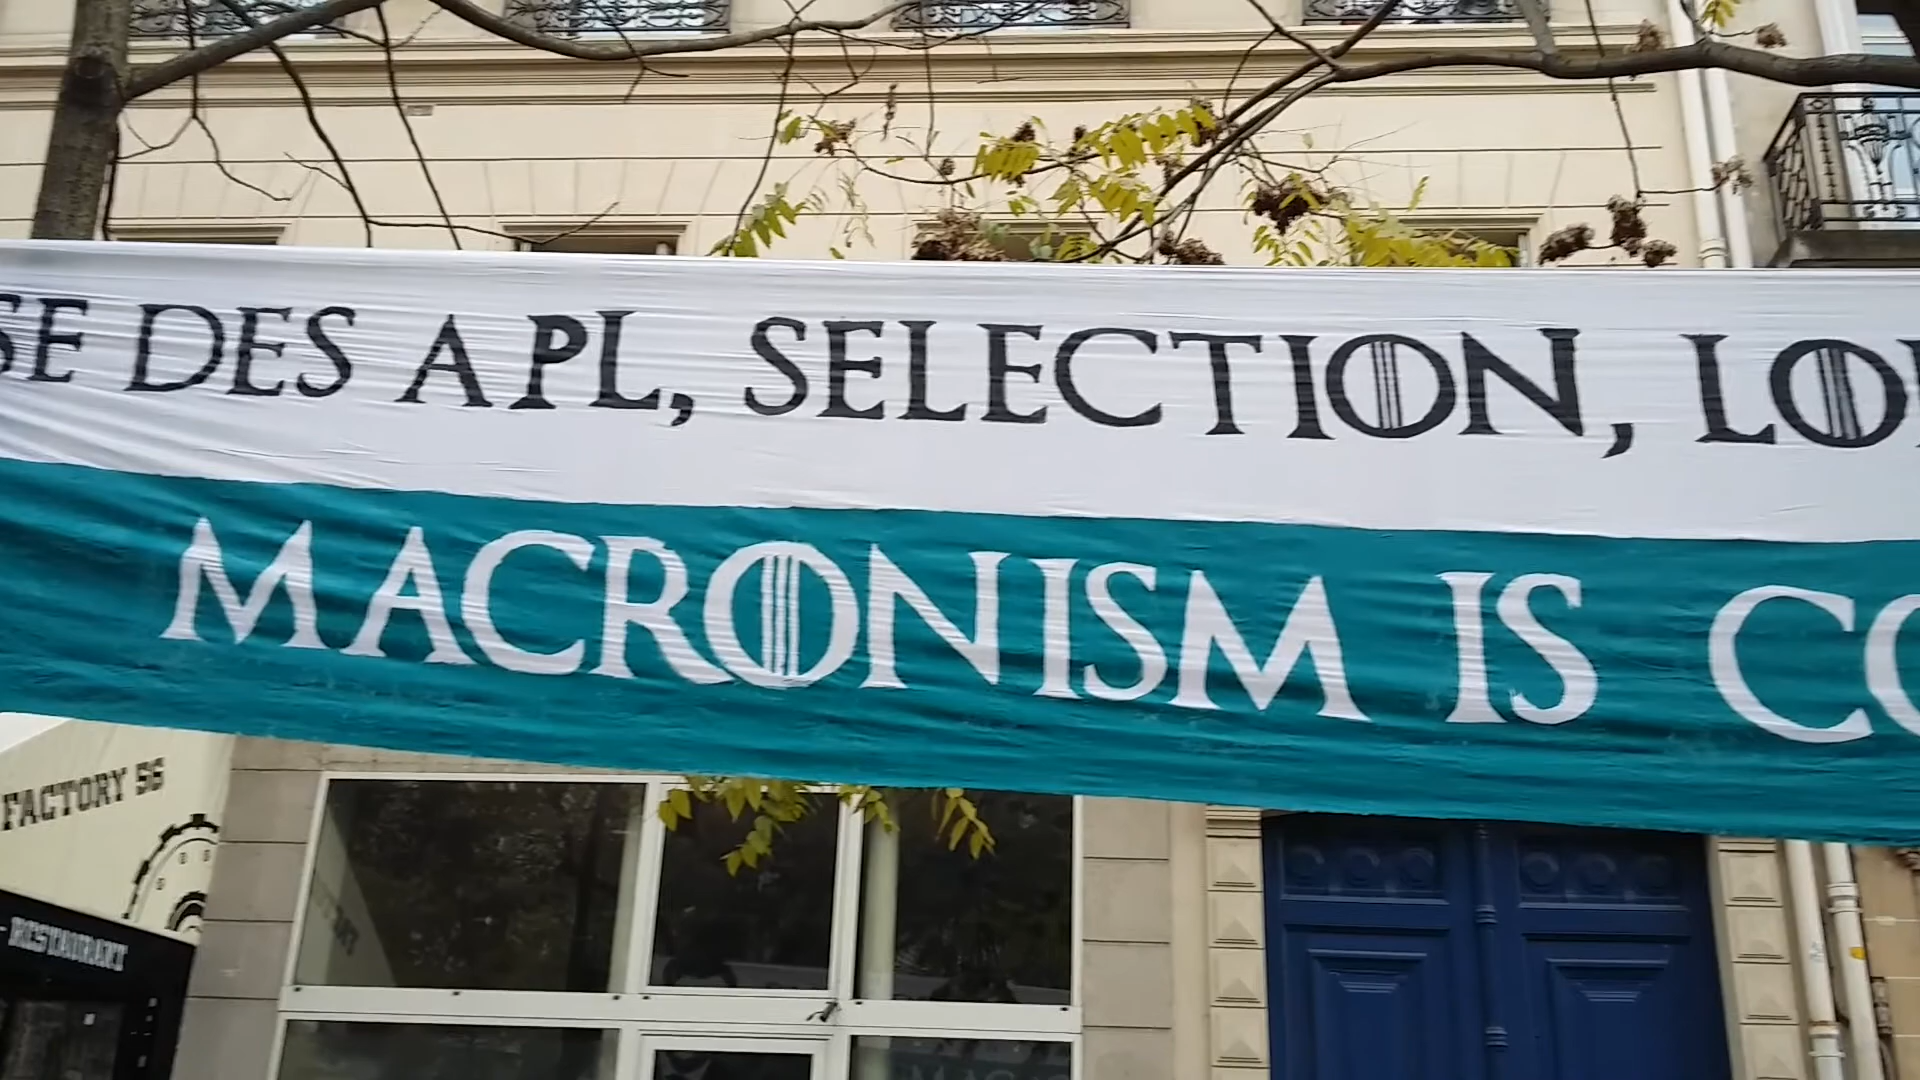 SE DES APL, SELECTION, LO
MACRONISM IS CO
FACTORY 56
- RESTAURANT